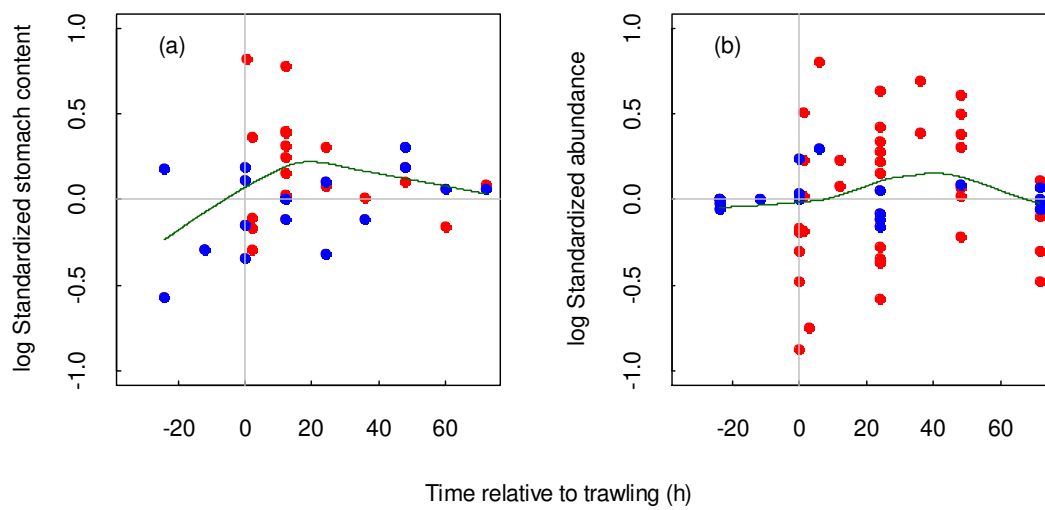 (a)
log Standardized stomach content
1.0
0.5
0.0
-0.5
-1.0
-20 0 20 40 60
(b)
log Standardized abundance
1.0
0.5
0.0
-0.5
-1.0
-20 0 20 40 60
Time relative to trawling (h)